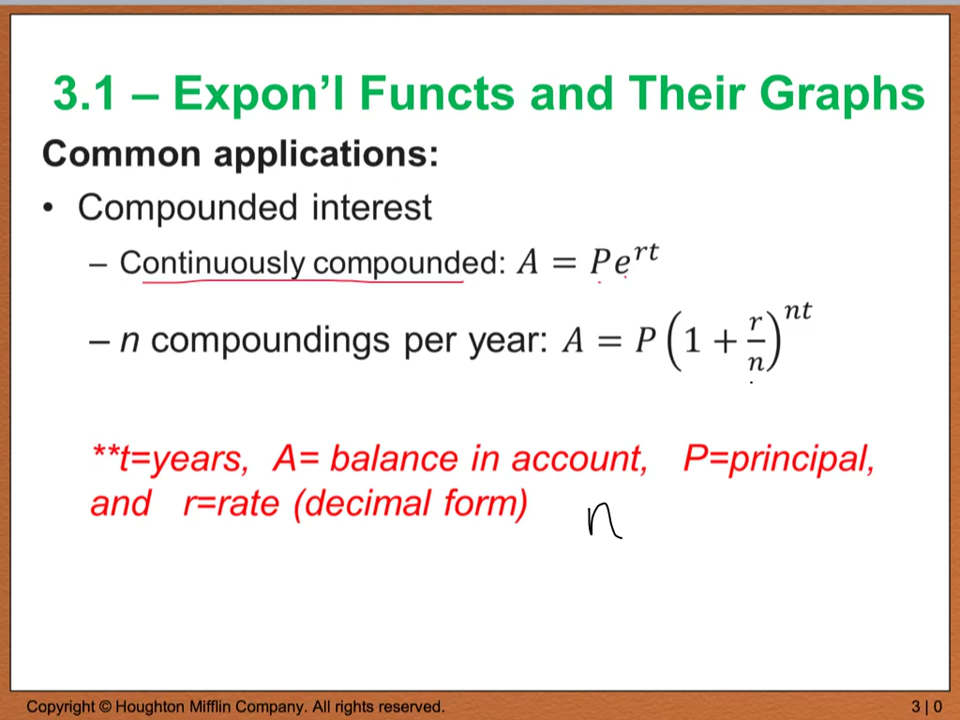 3.1 – Expon’l Functs and Their Graphs
Common applications:
• Compounded interest
– Continuously compounded: A = Pe^{rt}
– n compoundings per year: A = P(1 + \frac{r}{n})^{nt}
**t=years, A= balance in account, P=principal,
and r=rate (decimal form)
n
Copyright © Houghton Mifflin Company. All rights reserved.
3 | 0